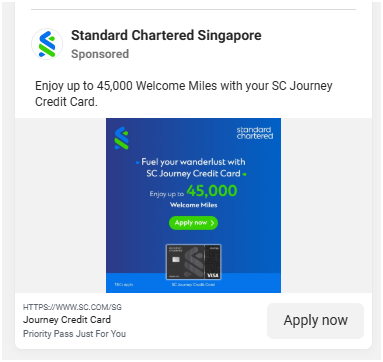 Standard Chartered Singapore
Sponsored
Enjoy up to 45,000 Welcome Miles with your SC Journey
Credit Card.
standard
chartered
Fuel your wanderlust with
SC Journey Credit Card
Enjoy up to 45,000
Welcome Miles
Apply now >
VISA
T&Cs apply
SC Journey Credit Card
HTTPS://WWW.SC.COM/SG
Journey Credit Card
Priority Pass Just For You
Apply now